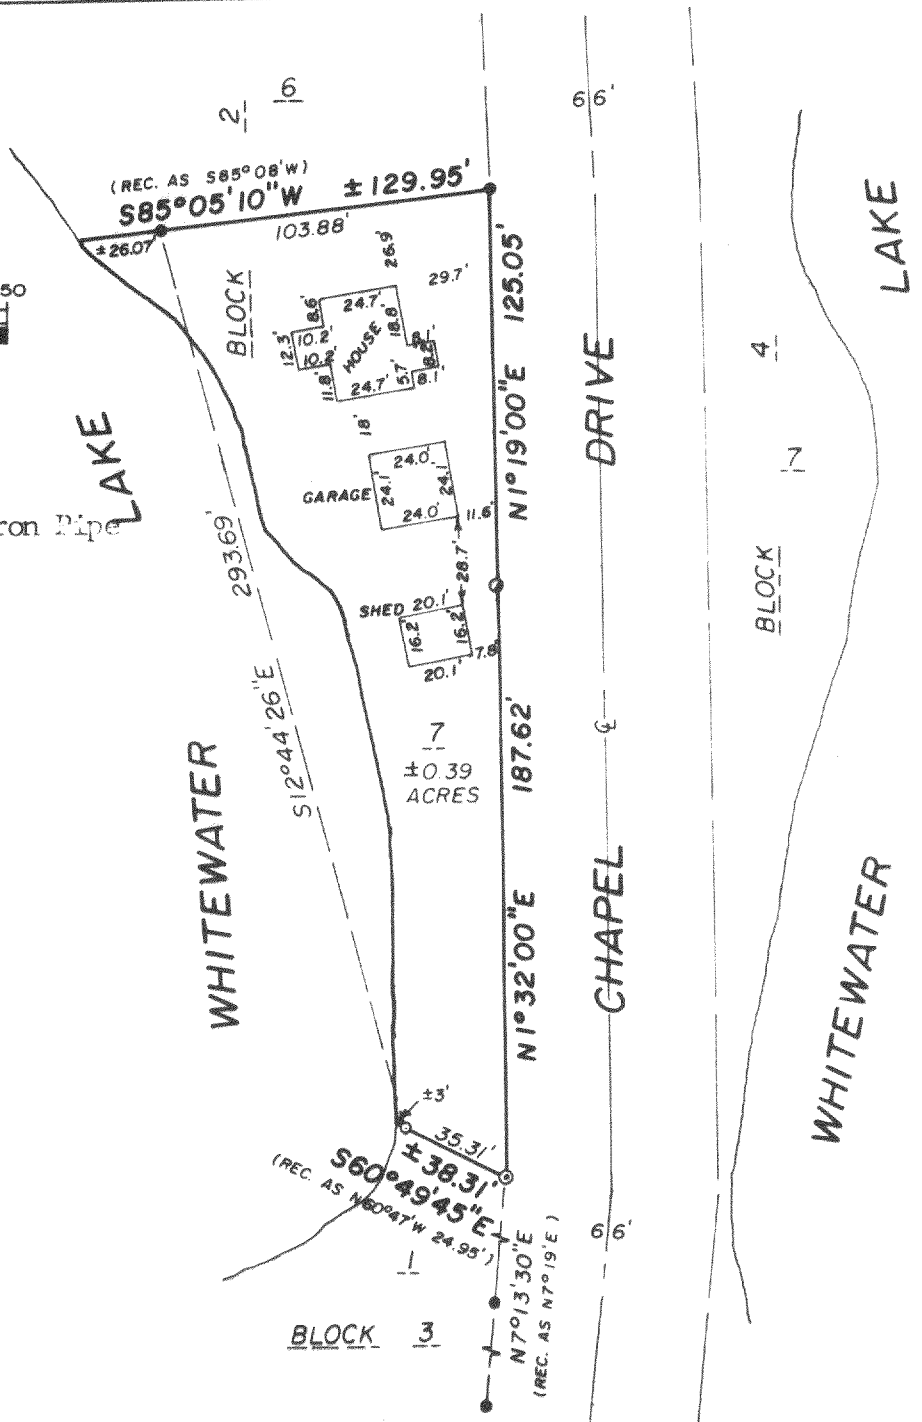 6
2
66'
(REC. AS S85°08'W)
S85°05'10"W ±129.95'
±26.07'
103.88'
LAKE
50
BLOCK
26.9'
29.7'
125.05'
N1°19'00"E
24.7'
8.6'
18.8'
12.3'
10.2'
10.2'
HOUSE
11.8'
24.7'
5.7'
8.2'
8.1'
DRIVE
4
7
BLOCK
LAKE
18'
24.0'
24.1'
24.1'
GARAGE
24.0'
11.6'
ron Pipe
293.69'
28.7'
SHED 20.1'
16.2'
16.2'
20.1'
7.8'
S12°44'26"E
7
±0.39
ACRES
187.62'
N1°32'00"E
℄
WHITEWATER
CHAPEL
WHITEWATER
±3'
35.31'
±38.31'
S60°49'45"E
(REC. AS N60°47'W 24.95')
1
66'
N7°13'30"E
(REC. AS N7°19'E)
BLOCK 3